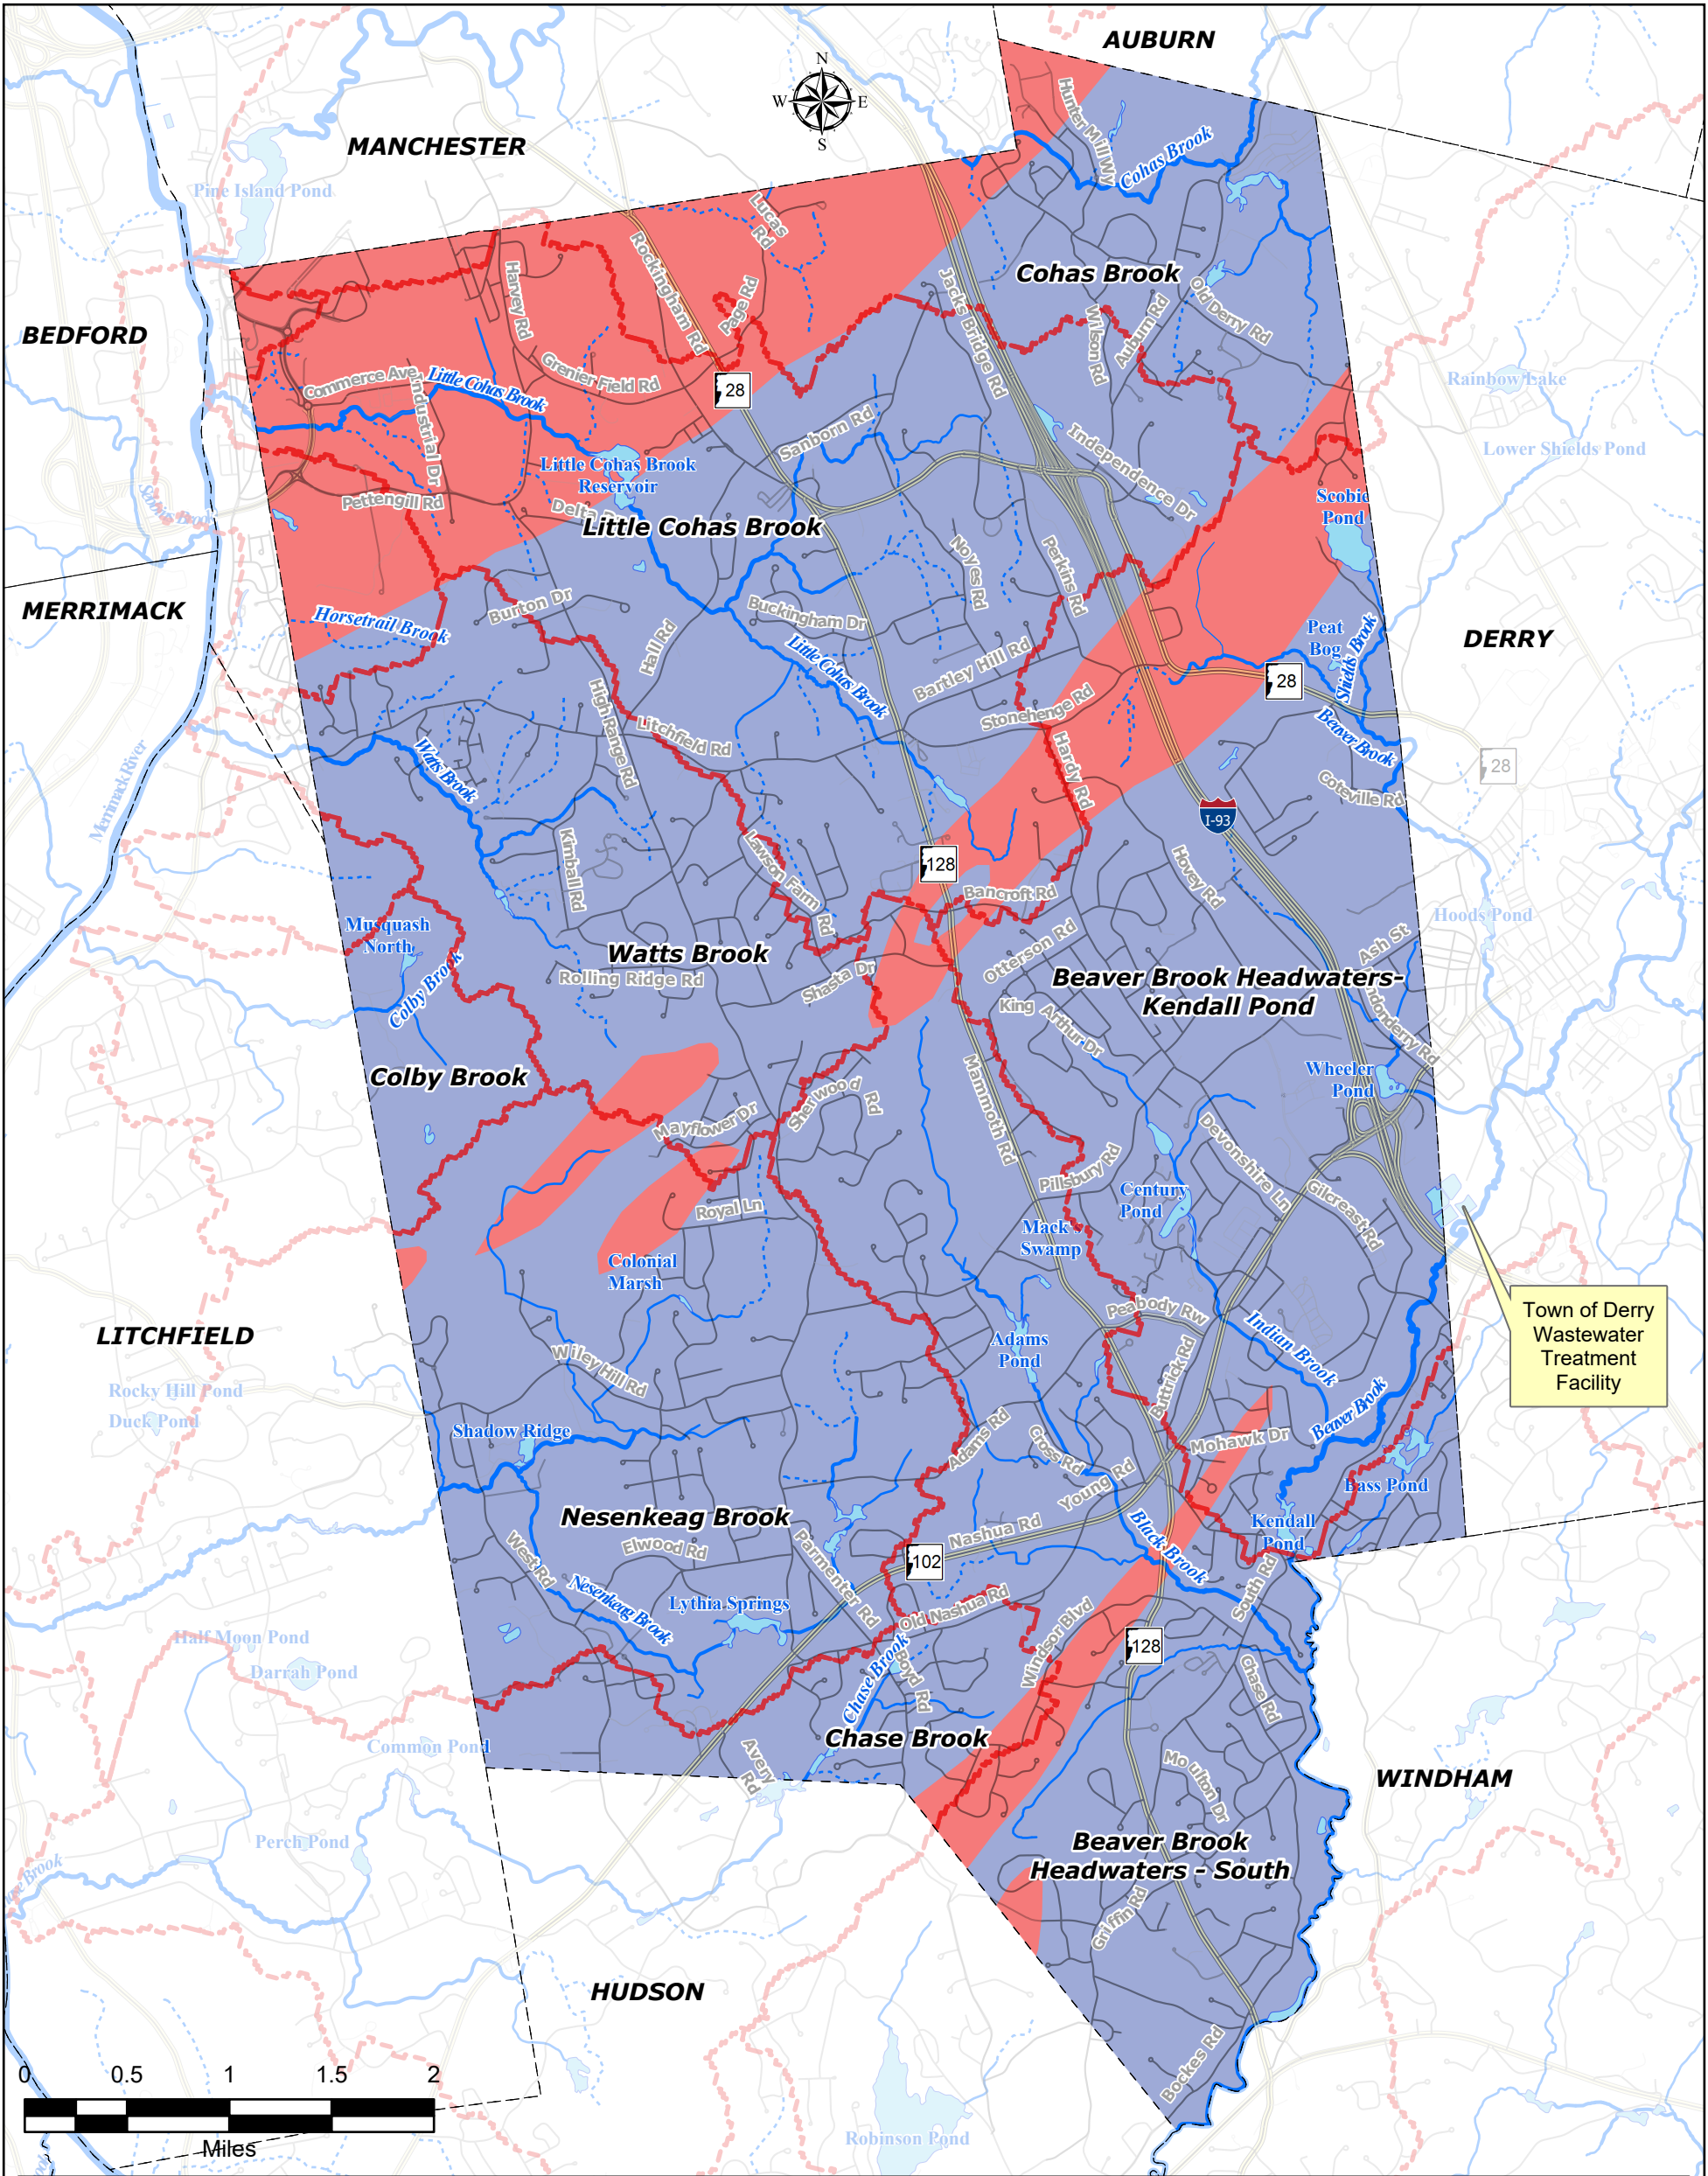 AUBURN
N
W E
S
MANCHESTER
Pine Island Pond
Hunter Mill Wy
Cohas Brook
Lucas
Rd
Rockingham Rd
Harvey Rd
Page Rd
Jacks Bridge Rd
Cohas Brook
Old Derry Rd
Wilson Rd
Auburn Rd
BEDFORD
Grenier Field Rd
Commerce Ave
Little Cohas Brook
Industrial Dr
28
Rainbow Lake
Sanborn Rd
Independence Dr
Lower Shields Pond
Little Cohas Brook
Reservoir
Pettengill Rd
Scobie
Pond
Little Cohas Brook
Noyes Rd
Perkins Rd
MERRIMACK
Horsetrail Brook
Burton Dr
Hall Rd
Buckingham Dr
Little Cohas Brook
Bartley Hill Rd
Peat
Bog
Shields Brook
DERRY
28
High Range Rd
Litchfield Rd
Stonehenge Rd
Hardy Rd
Beaver Brook
Watts Brook
28
Merrimack River
Coteville Rd
I-93
Kimball Rd
Lawson Farm Rd
128
Hovey Rd
Bancroft Rd
Musquash
North
Hoods Pond
Watts Brook
Otterson Rd
Ash St
Rolling Ridge Rd
Shasta Dr
Beaver Brook Headwaters-
Kendall Pond
Colby Brook
King Arthur Dr
Colby Brook
Mammoth Rd
Wheeler
Pond
Sherwood Rd
Mayflower Dr
Devonshire Ln
Pillsbury Rd
Century
Pond
Gilcreast Rd
Royal Ln
Mack's
Swamp
Colonial
Marsh
Peabody Rw
Indian Brook
Town of Derry
Wastewater
Treatment
Facility
LITCHFIELD
Adams
Pond
Wiley Hill Rd
Buttrick Rd
Rocky Hill Pond
Duck Pond
Beaver Brook
Shadow Ridge
Adams Rd
Cross Rd
Mohawk Dr
Young Rd
Bass Pond
Nesenkeag Brook
Nashua Rd
Black Brook
Kendall
Pond
Elwood Rd
Parmenter Rd
102
West Rd
Nesenkeag Brook
Lythia Springs
Old Nashua Rd
South Rd
Half Moon Pond
Windsor Blvd
128
Darrah Pond
Chase Brook
Boyd Rd
Chase Rd
Common Pond
Chase Brook
Avery
Rd
Moulton Dr
WINDHAM
Perch Pond
Beaver Brook
Headwaters - South
Griffin Rd
HUDSON
Bockes Rd
0 0.5 1 1.5 2
Miles
Robinson Pond